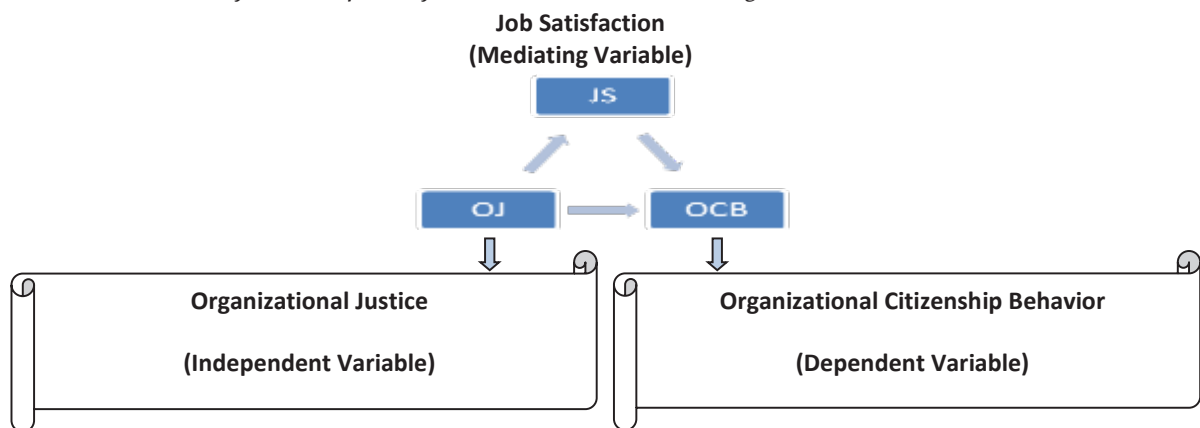 Job Satisfaction
(Mediating Variable)
JS
OJ
OCB
Organizational Justice
(Independent Variable)
Organizational Citizenship Behavior
(Dependent Variable)